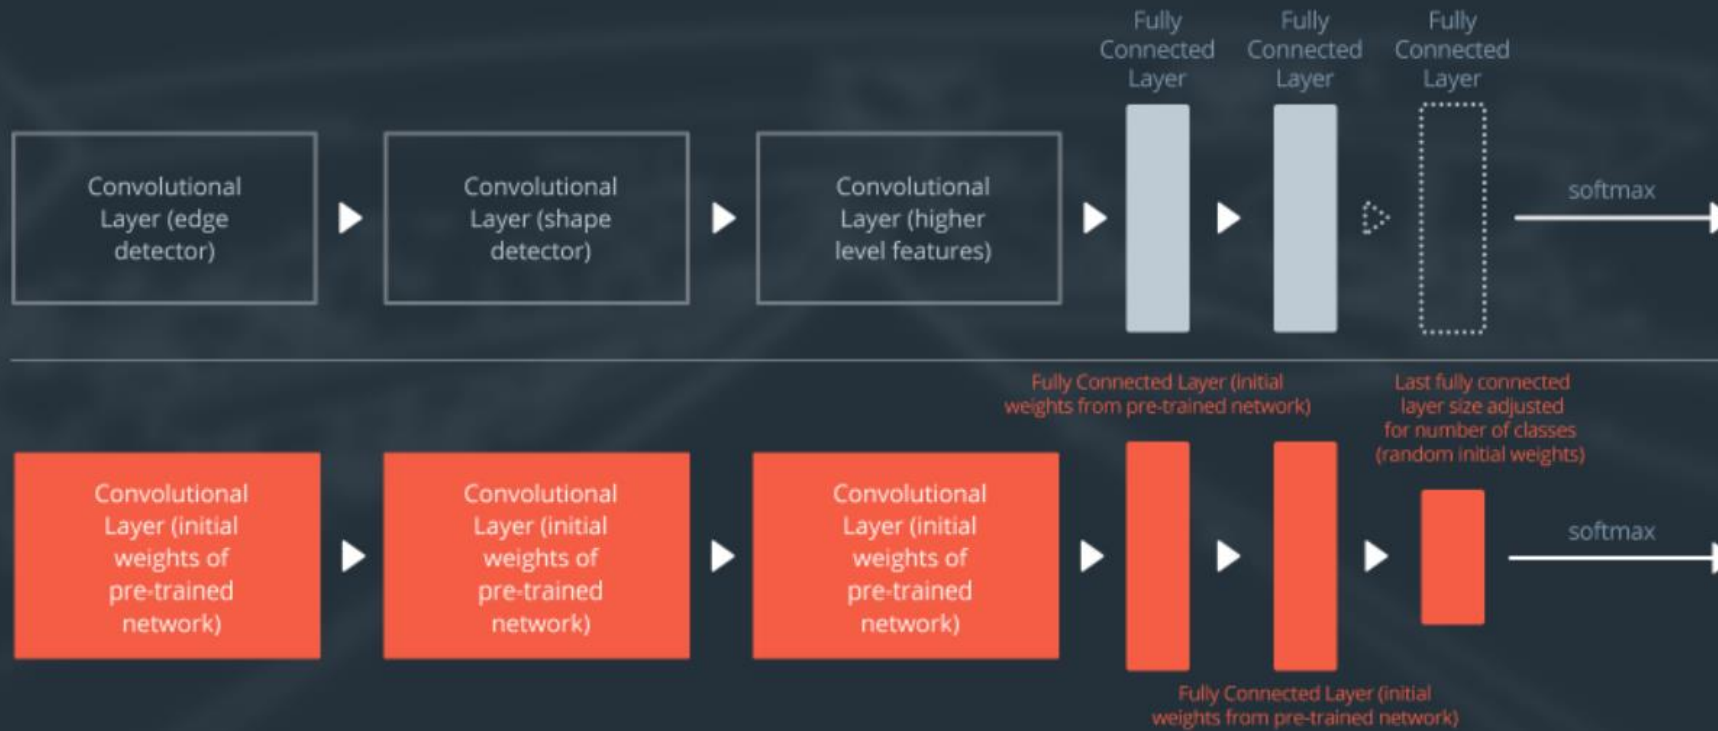 Fully
Connected
Layer
Fully
Connected
Layer
Fully
Connected
Layer
Convolutional
Layer (edge
detector)
Convolutional
Layer (shape
detector)
Convolutional
Layer (higher
level features)
softmax
Fully Connected Layer (initial
weights from pre-trained network)
Last fully connected
layer size adjusted
for number of classes
(random initial weights)
Convolutional
Layer (initial
weights of
pre-trained
network)
Convolutional
Layer (initial
weights of
pre-trained
network)
Convolutional
Layer (initial
weights of
pre-trained
network)
softmax
Fully Connected Layer (initial
weights from pre-trained network)